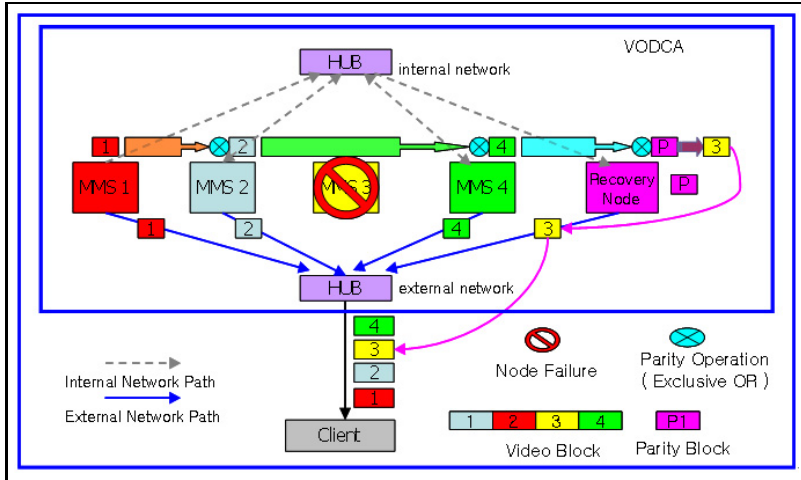 VODCA
HUB
internal network
1
2
4
P
3
MMS 1
MMS 2
MMS 3
MMS 4
Recovery
Node
P
1
2
4
3
HUB
external network
4
3
2
1
Client
Internal Network Path
External Network Path
Node Failure
Parity Operation
( Exclusive OR )
1 2 3 4
Video Block
P1
Parity Block